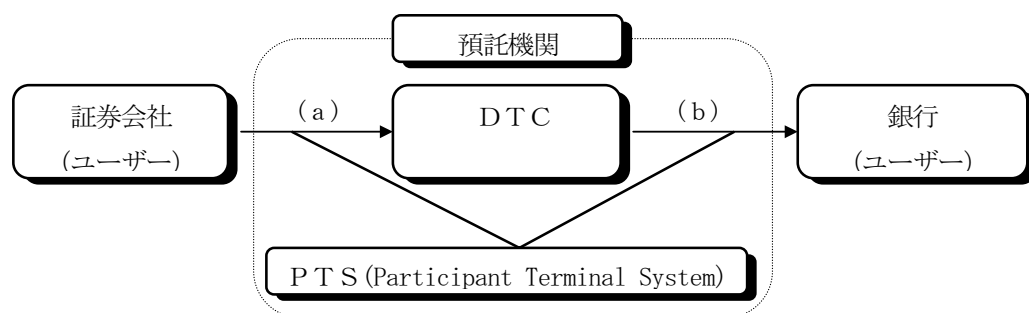 預託機関
証券会社
(ユーザー)
(a)
ＤＴＣ
(b)
銀行
(ユーザー)
ＰＴＳ(Participant Terminal System)